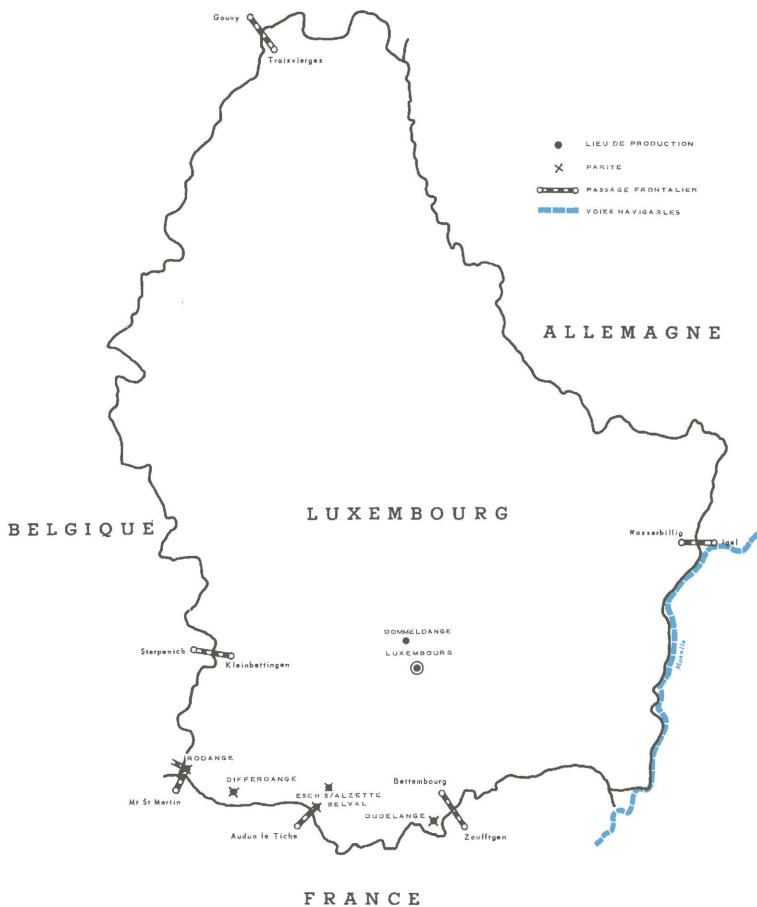 Gouvy
Troisvierges
LIEU DE PRODUCTION
PARITÉ
PASSAGE FRONTALIER
VOIES NAVIGABLES
ALLEMAGNE
LUXEMBOURG
BELGIQUE
Wasserbillig
Igel
DOMMELDANGE
LUXEMBOURG
Sterpenich
Kleinbettingen
Moselle
RODANGE
DIFFERDANGE
ESCH S/ALZETTE
BELVAL
Bettembourg
Mt St Martin
Audun le Tiche
DUDELANGE
Zoufftgen
FRANCE